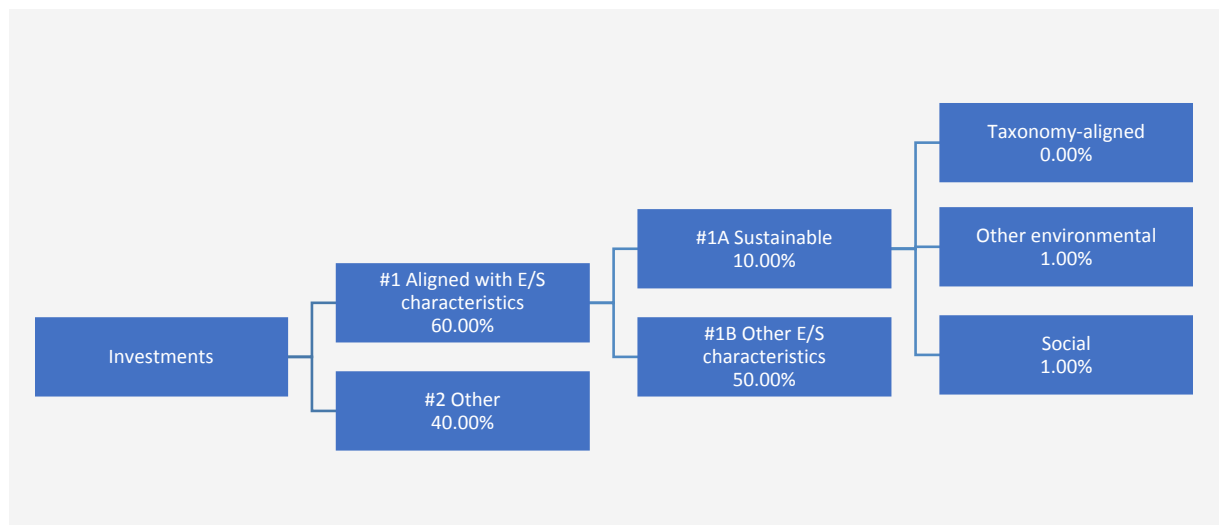 Investments
#1 Aligned with E/S
characteristics
60.00%
#2 Other
40.00%
#1A Sustainable
10.00%
#1B Other E/S
characteristics
50.00%
Taxonomy-aligned
0.00%
Other environmental
1.00%
Social
1.00%